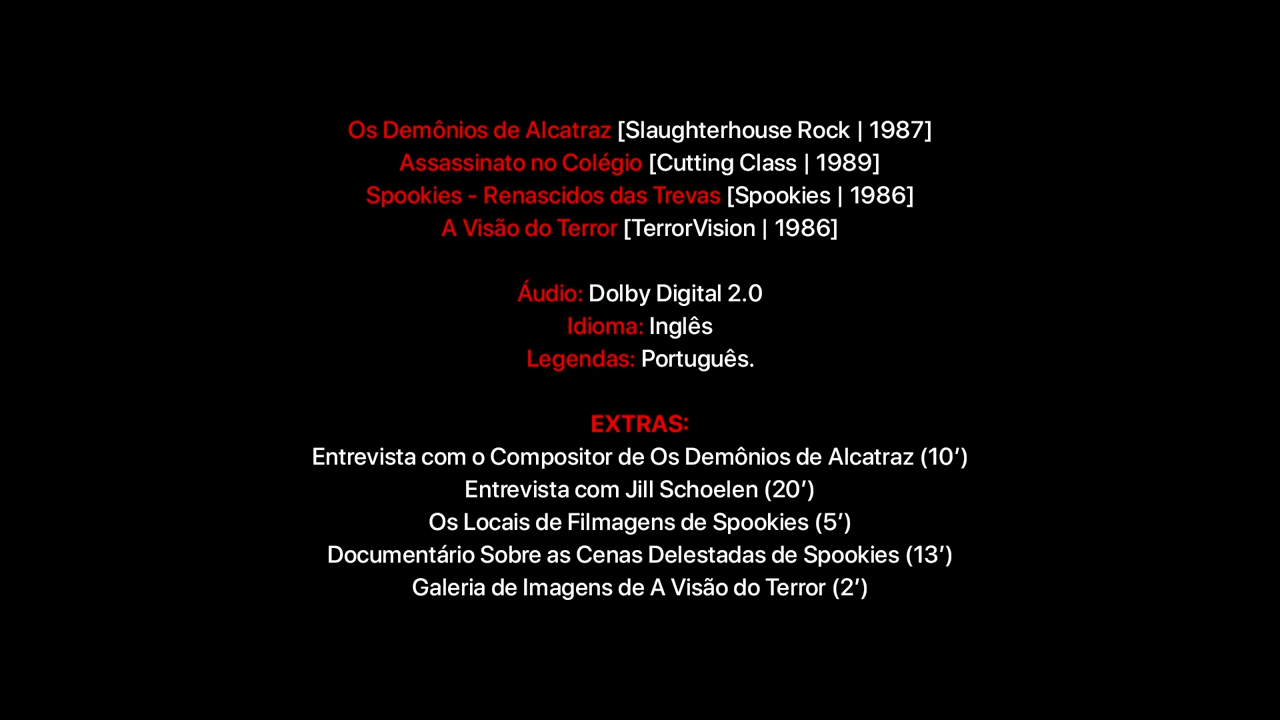 Os Demônios de Alcatraz [Slaughterhouse Rock | 1987]
Assassinato no Colégio [Cutting Class | 1989]
Spookies - Renascidos das Trevas [Spookies | 1986]
A Visão do Terror [TerrorVision | 1986]
Áudio: Dolby Digital 2.0
Idioma: Inglês
Legendas: Português.
EXTRAS:
Entrevista com o Compositor de Os Demônios de Alcatraz (10’)
Entrevista com Jill Schoelen (20’)
Os Locais de Filmagens de Spookies (5’)
Documentário Sobre as Cenas Delestadas de Spookies (13’)
Galeria de Imagens de A Visão do Terror (2’)